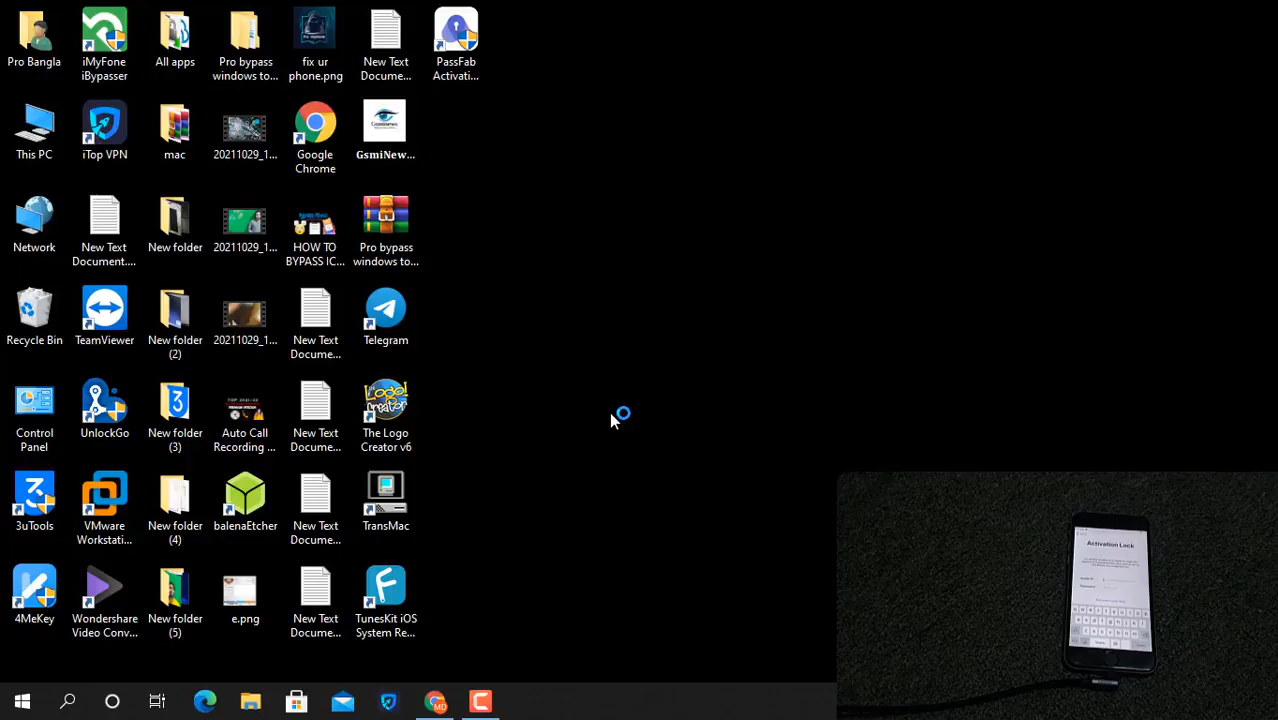 Pro Bangla
iMyFone
iBypasser
All apps
Pro bypass
windows to...
fix ur
phone.png
New Text
Docume...
PassFab
Activati...
This PC
iTop VPN
mac
20211029_1...
Google
Chrome
Gsminews
GsmiNew...
Network
New Text
Document....
New folder
20211029_1...
HOW TO
BYPASS IC...
Pro bypass
windows to...
Recycle Bin
TeamViewer
New folder
(2)
20211029_1...
New Text
Docume...
Telegram
Control
Panel
UnlockGo
New folder
(3)
Auto Call
Recording ...
New Text
Docume...
The Logo
Creator v6
3uTools
VMware
Workstati...
New folder
(4)
balenaEtcher
New Text
Docume...
TransMac
4MeKey
Wondershare
Video Conv...
New folder
(5)
e.png
New Text
Docume...
TunesKit iOS
System Re...
MD
Activation Lock